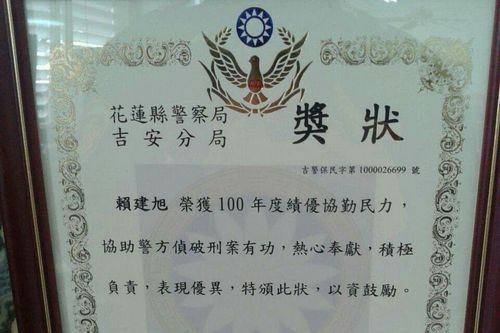 花蓮縣警察局
吉安分局
獎狀
吉警保民字第1000026699 號
賴建旭 榮獲100年度績優協勤民力，
協助警方偵破刑案有功，熱心奉獻，積極
負責，表現優異，特頒此狀，以資鼓勵。